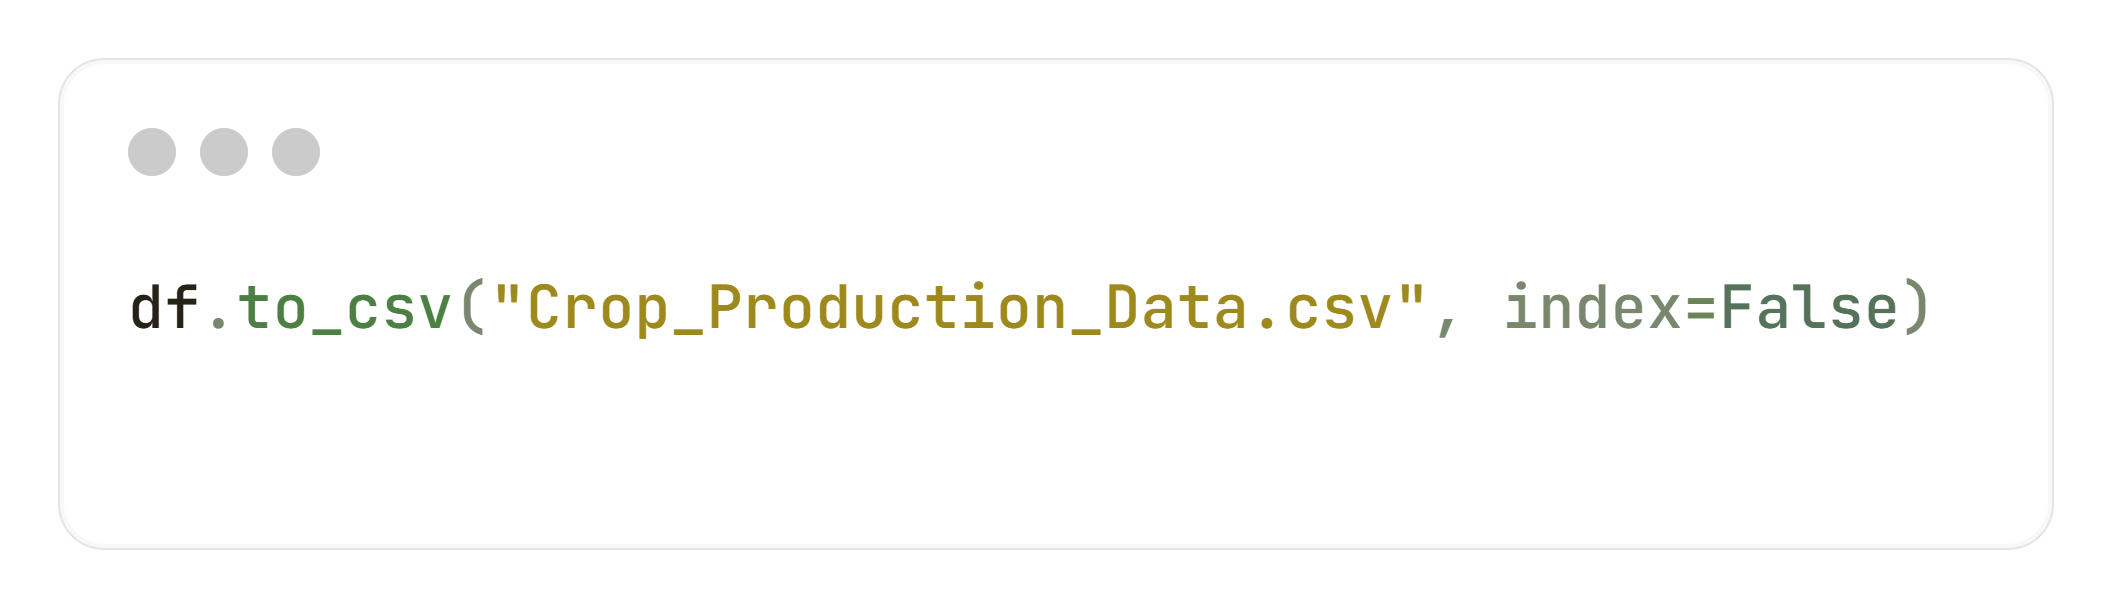 df.to_csv("Crop_Production_Data.csv", index=False)